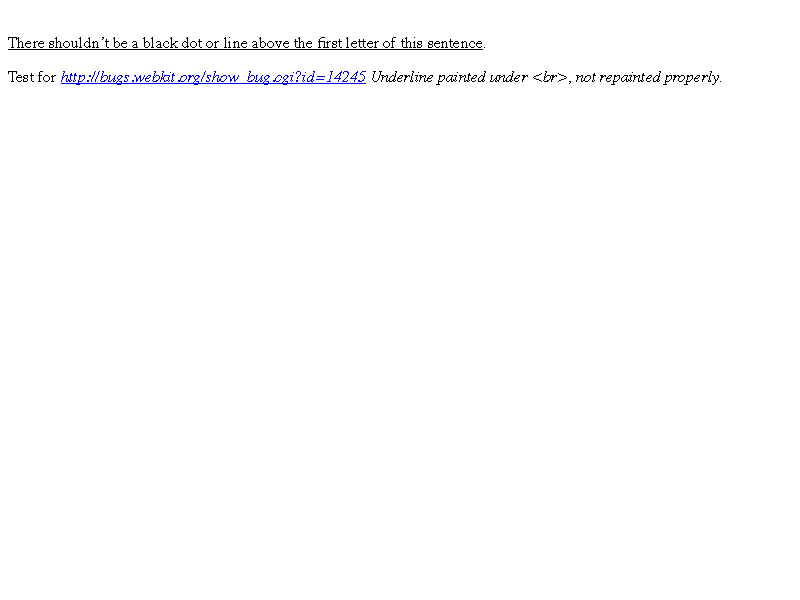 There shouldn’t be a black dot or line above the first letter of this sentence.
Test for http://bugs.webkit.org/show_bug.cgi?id=14245 Underline painted under <br>, not repainted properly.